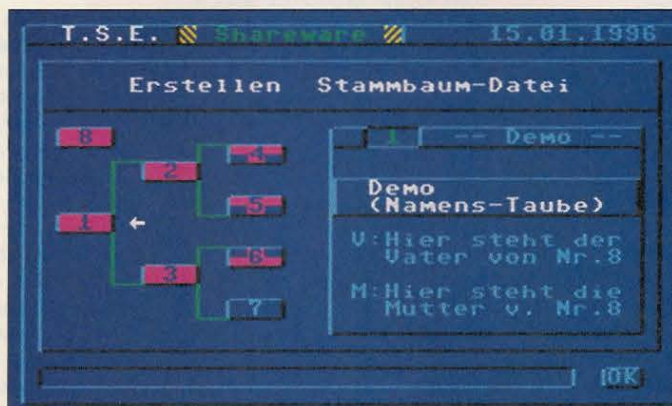 T.S.E. Shareware 15.01.1996
Erstellen Stammbaum-Datei
8
1
2
3
4
5
6
7
1 -- Demo --
Demo
(Namens-Taube)
V:Hier steht der
Vater von Nr.8
M:Hier steht die
Mutter v. Nr.8
OK